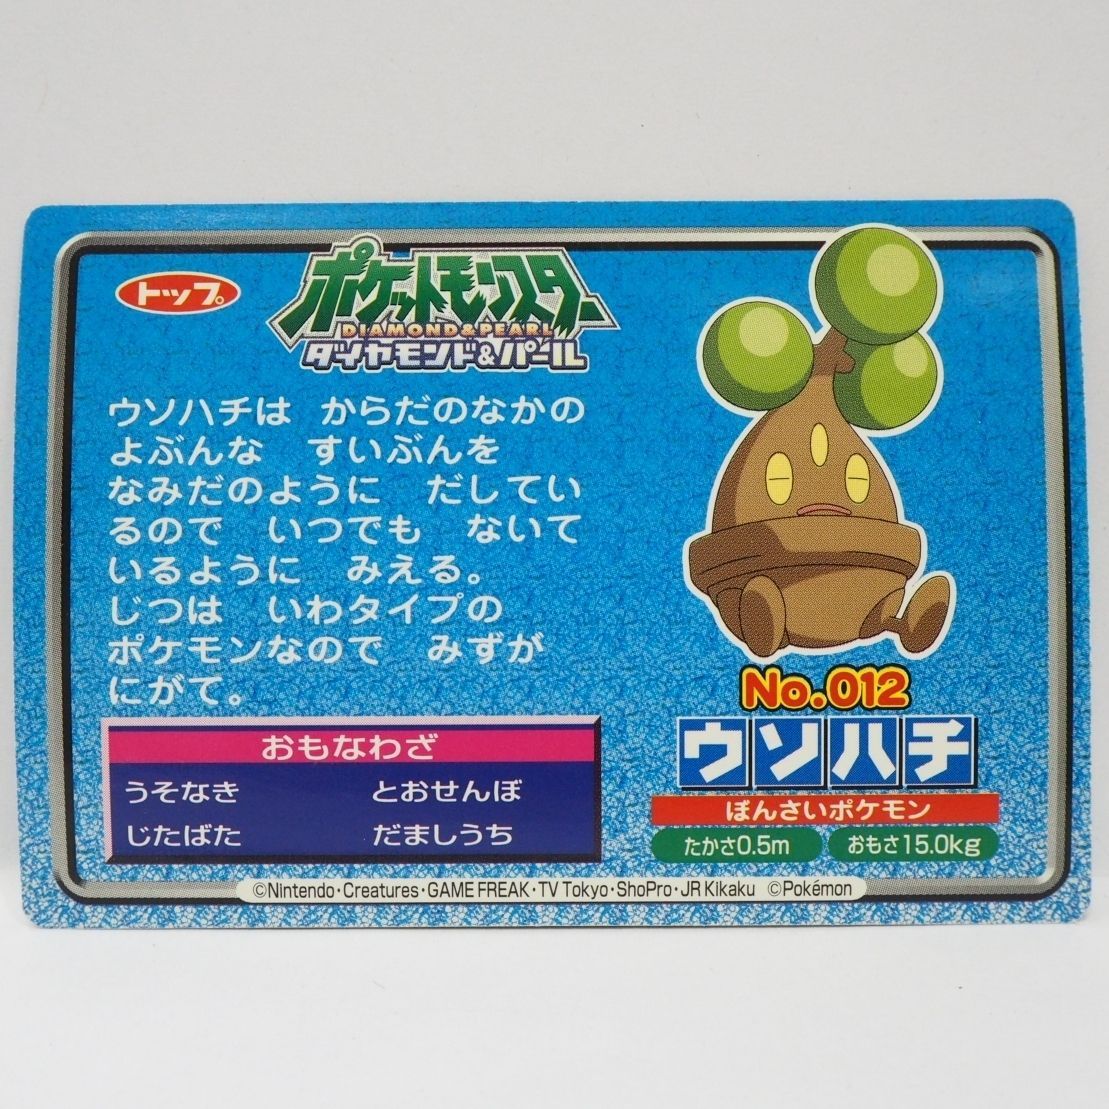 トップ®
ポケットモンスター
DIAMOND&PEARL
ダイヤモンド&パール
ウソハチは　からだのなかの
よぶんな　すいぶんを
なみだのように　だしてい
るので　いつでも　ないて
いるように　みえる。
じつは　いわタイプの
ポケモンなので　みずが
にがて。
おもなわざ
うそなき　とおせんぼ
じたばた　だましうち
No.012
ウソハチ
ぼんさいポケモン
たかさ0.5m　おもさ15.0kg
©Nintendo・Creatures・GAME FREAK・TV Tokyo・ShoPro・JR Kikaku ©Pokémon